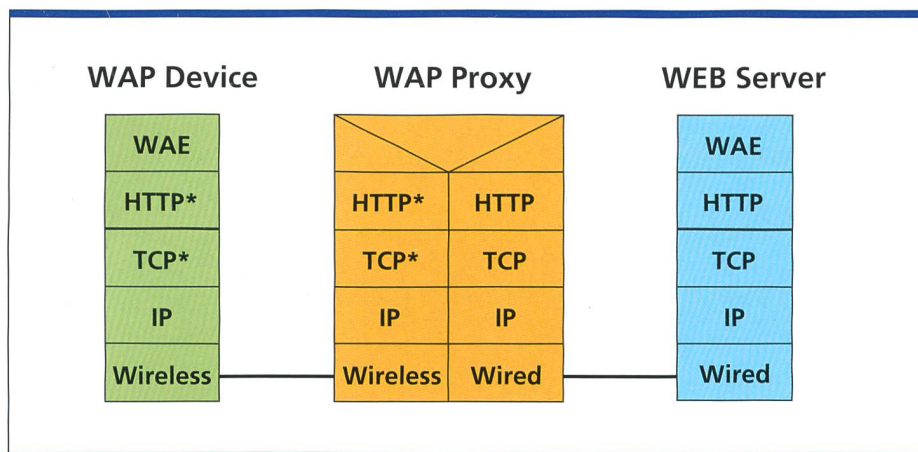 WAP Device
WAP Proxy
WEB Server
WAE
HTTP*
TCP*
IP
Wireless
HTTP*
HTTP
TCP*
TCP
IP
IP
Wireless
Wired
WAE
HTTP
TCP
IP
Wired